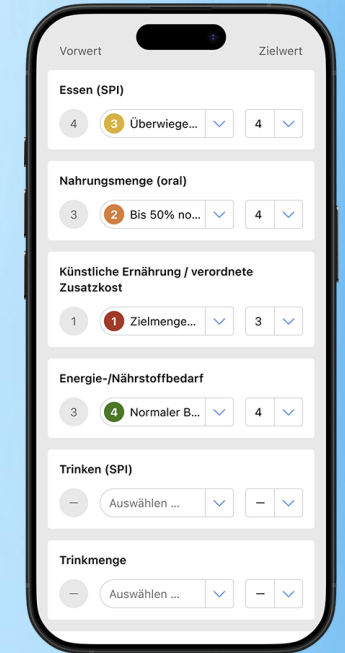 Vorwert Zielwert
Essen (SPI)
4 3 Überwiege... 4
Nahrungsmenge (oral)
3 2 Bis 50% no... 4
Künstliche Ernährung / verordnete
Zusatzkost
1 1 Zielmenge... 3
Energie-/Nährstoffbedarf
3 4 Normaler B... 4
Trinken (SPI)
– Auswählen ... –
Trinkmenge
– Auswählen ... –